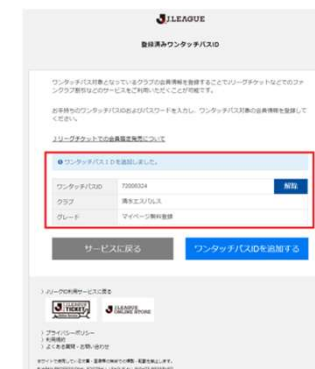 J.LEAGUE
登録済みワンタッチパスID
ワンタッチパス対象となっているクラブの会員情報を登録することでJリーグチケットなどでのファ
ンクラブ割引などのサービスをご利用いただくことが可能です。
お手持ちのワンタッチパスIDおよびパスワードを入力し、ワンタッチパス対象の会員情報を登録して
ください。
Jリーグチケットでの会員限定販売について
ワンタッチパスIDを追加しました。
ワンタッチパスID 72000324 解除
クラブ 清水エスパルス
グレード マイページ無料登録
サービスに戻る ワンタッチパスIDを追加する
Jリーグの利用サービスに戻る
J.LEAGUE TICKET J.LEAGUE ONLINE STORE
プライバシーポリシー
利用規約
よくある質問・お問い合わせ